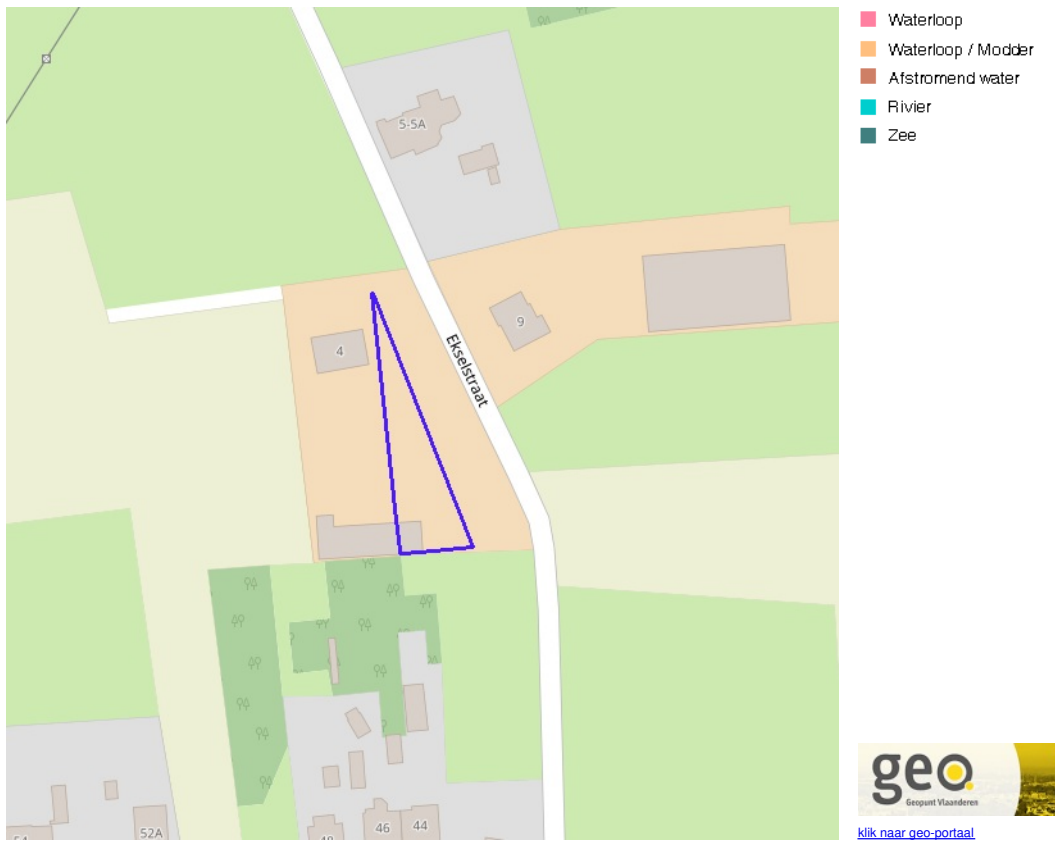 Waterloop
Waterloop / Modder
Afstromend water
Rivier
Zee
5-5A
9
4
Ekselstraat
52A
46
44
geo.
Geopunt Vlaanderen
klik naar geo-portaal